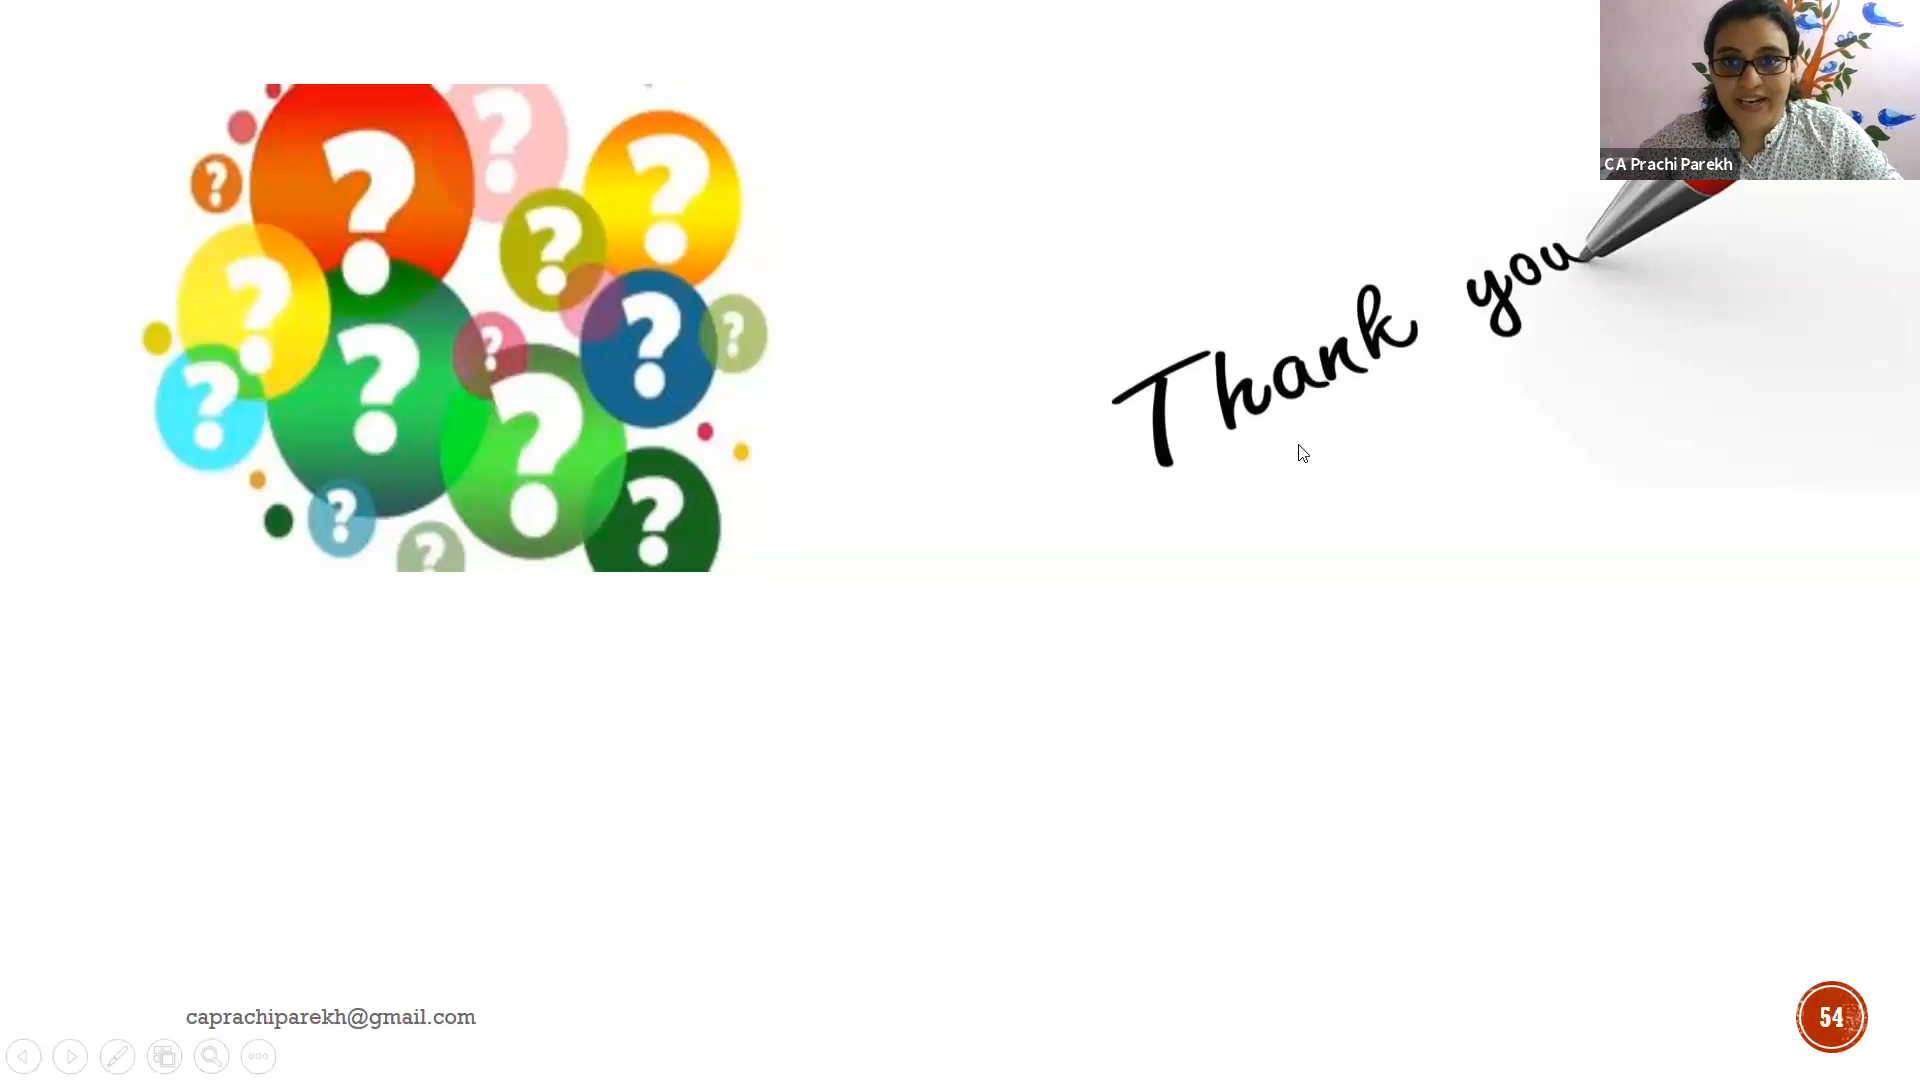 CA Prachi Parekh
Thank you
? ? ? ? ? ? ? ? ? ? ? ? ? ?
caprachiparekh@gmail.com
54